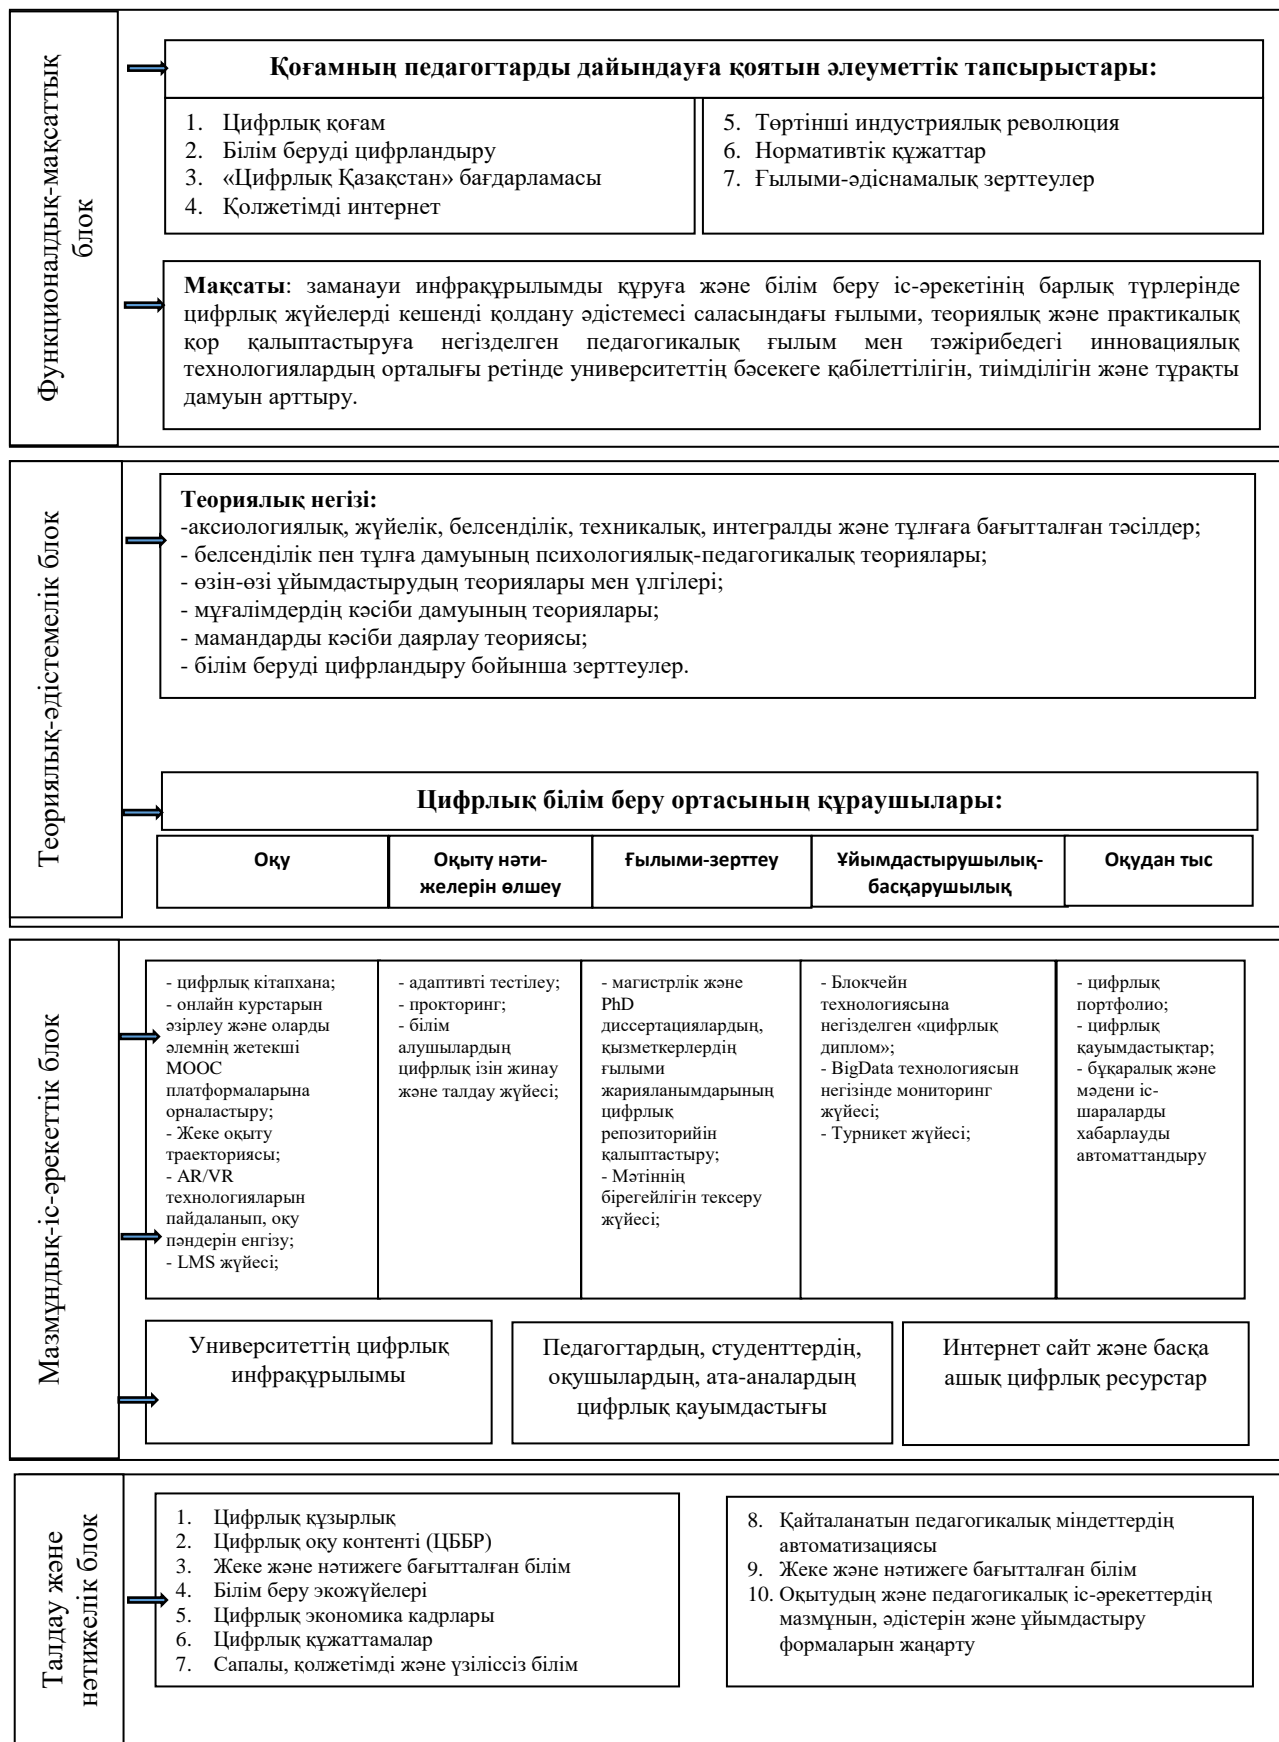 Функционалдық-мақсаттық
блок
Қоғамның педагогтарды дайындауға қоятын әлеуметтік тапсырыстары:
1. Цифрлық қоғам
2. Білім беруді цифрландыру
3. «Цифрлық Қазақстан» бағдарламасы
4. Қолжетімді интернет
5. Төртінші индустриялық революция
6. Нормативтік құжаттар
7. Ғылыми-әдіснамалық зерттеулер
Мақсаты: заманауи инфрақұрылымды құруға және білім беру іс-әрекетінің барлық түрлерінде
цифрлық жүйелерді кешенді қолдану әдістемесі саласындағы ғылыми, теориялық және практикалық
қор қалыптастыруға негізделген педагогикалық ғылым мен тәжірибедегі инновациялық
технологиялардың орталығы ретінде университеттің бәсекеге қабілеттілігін, тиімділігін және тұрақты
дамуын арттыру.
Теориялық-әдістемелік блок
Теориялық негізі:
-аксиологиялық, жүйелік, белсенділік, техникалық, интегралды және тұлғаға бағытталған тәсілдер;
- белсенділік пен тұлға дамуының психологиялық-педагогикалық теориялары;
- өзін-өзі ұйымдастырудың теориялары мен үлгілері;
- мұғалімдердің кәсіби дамуының теориялары;
- мамандарды кәсіби даярлау теориясы;
- білім беруді цифрландыру бойынша зерттеулер.
Цифрлық білім беру ортасының құраушылары:
Оқу
Оқыту нәти-
желерін өлшеу
Ғылыми-зерттеу
Ұйымдастырушылық-
басқарушылық
Оқудан тыс
Мазмұндық-іс-әрекеттік блок
- цифрлық кітапхана;
- онлайн курстарын
әзірлеу және оларды
әлемнің жетекші
МООС
платформаларына
орналастыру;
- Жеке оқыту
траекториясы;
- AR/VR
технологияларын
пайдаланып, оқу
пәндерін енгізу;
- LMS жүйесі;
- адаптивті тестілеу;
- прокторинг;
- білім
алушылардың
цифрлық ізін жинау
және талдау жүйесі;
- магистрлік және
PhD
диссертациялардың,
қызметкерлердің
ғылыми
жарияланымдарының
цифрлық
репозиторийін
қалыптастыру;
- Мәтіннің
бірегейлігін тексеру
жүйесі;
- Блокчейн
технологиясына
негізделген «цифрлық
диплом»;
- BigData технологиясын
негізінде мониторинг
жүйесі;
- Турникет жүйесі;
- цифрлық
портфолио;
- цифрлық
қауымдастықтар;
- бұқаралық және
мәдени іс-
шараларды
хабарлауды
автоматтандыру
Университеттің цифрлық
инфрақұрылымы
Педагогтардың, студенттердің,
оқушылардың, ата-аналардың
цифрлық қауымдастығы
Интернет сайт және басқа
ашық цифрлық ресурстар
Талдау және
нәтижелік блок
1. Цифрлық құзырлық
2. Цифрлық оқу контенті (ЦББР)
3. Жеке және нәтижеге бағытталған білім
4. Білім беру экожүйелері
5. Цифрлық экономика кадрлары
6. Цифрлық құжаттамалар
7. Сапалы, қолжетімді және үзіліссіз білім
8. Қайталанатын педагогикалық міндеттердің
автоматизациясы
9. Жеке және нәтижеге бағытталған білім
10. Оқытудың және педагогикалық іс-әрекеттердің
мазмұнын, әдістерін және ұйымдастыру
формаларын жаңарту